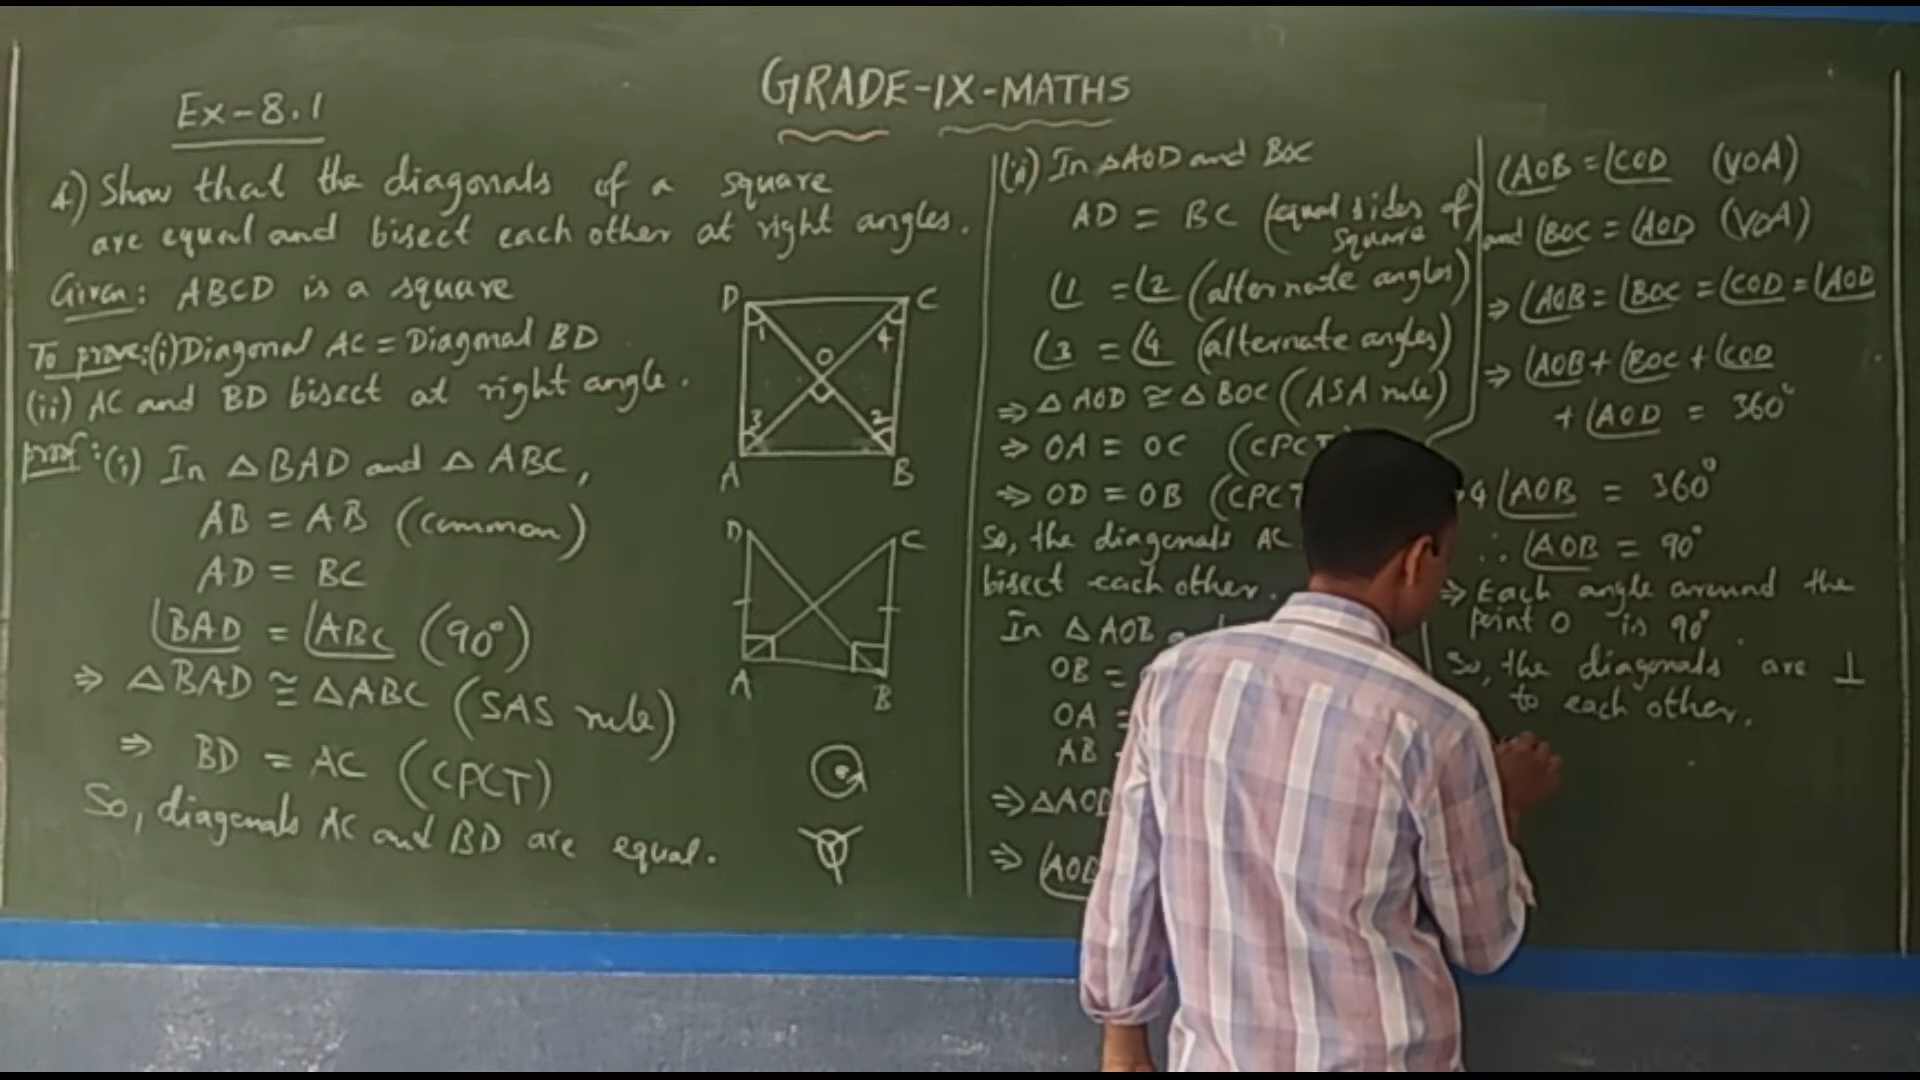 GRADE-IX-MATHS
Ex-8.1
4) Show that the diagonals of a square
are equal and bisect each other at right angles.
Given: ABCD is a square
To prove: (i) Diagonal AC = Diagonal BD
(ii) AC and BD bisect at right angle.
proof: (i) In △BAD and △ABC,
AB = AB (common)
AD = BC
∠BAD = ∠ABC (90°)
⇒ △BAD ≅ △ABC (SAS rule)
⇒ BD = AC (CPCT)
So, diagonals AC and BD are equal.
D C
1 4
O
3 2
A B
D C
A B
(ii) In △AOD and BOC
AD = BC (equal sides of
square)
∠1 = ∠2 (alternate angles)
∠3 = ∠4 (alternate angles)
⇒ △AOD ≅ △BOC (ASA rule)
⇒ OA = OC (CPCT
⇒ OD = OB (CPCT
So, the diagonals AC
bisect each other.
In △AOB
OB =
OA =
AB
⇒ △AOD
⇒ ∠AOD
∠AOB = ∠COD (VOA)
and ∠BOC = ∠AOD (VOA)
⇒ ∠AOB = ∠BOC = ∠COD = ∠AOD
⇒ ∠AOB + ∠BOC + ∠COD
+ ∠AOD = 360°
4∠AOB = 360°
∴ ∠AOB = 90°
⇒ Each angle around the
point O is 90°.
So, the diagonals are ⊥
to each other.